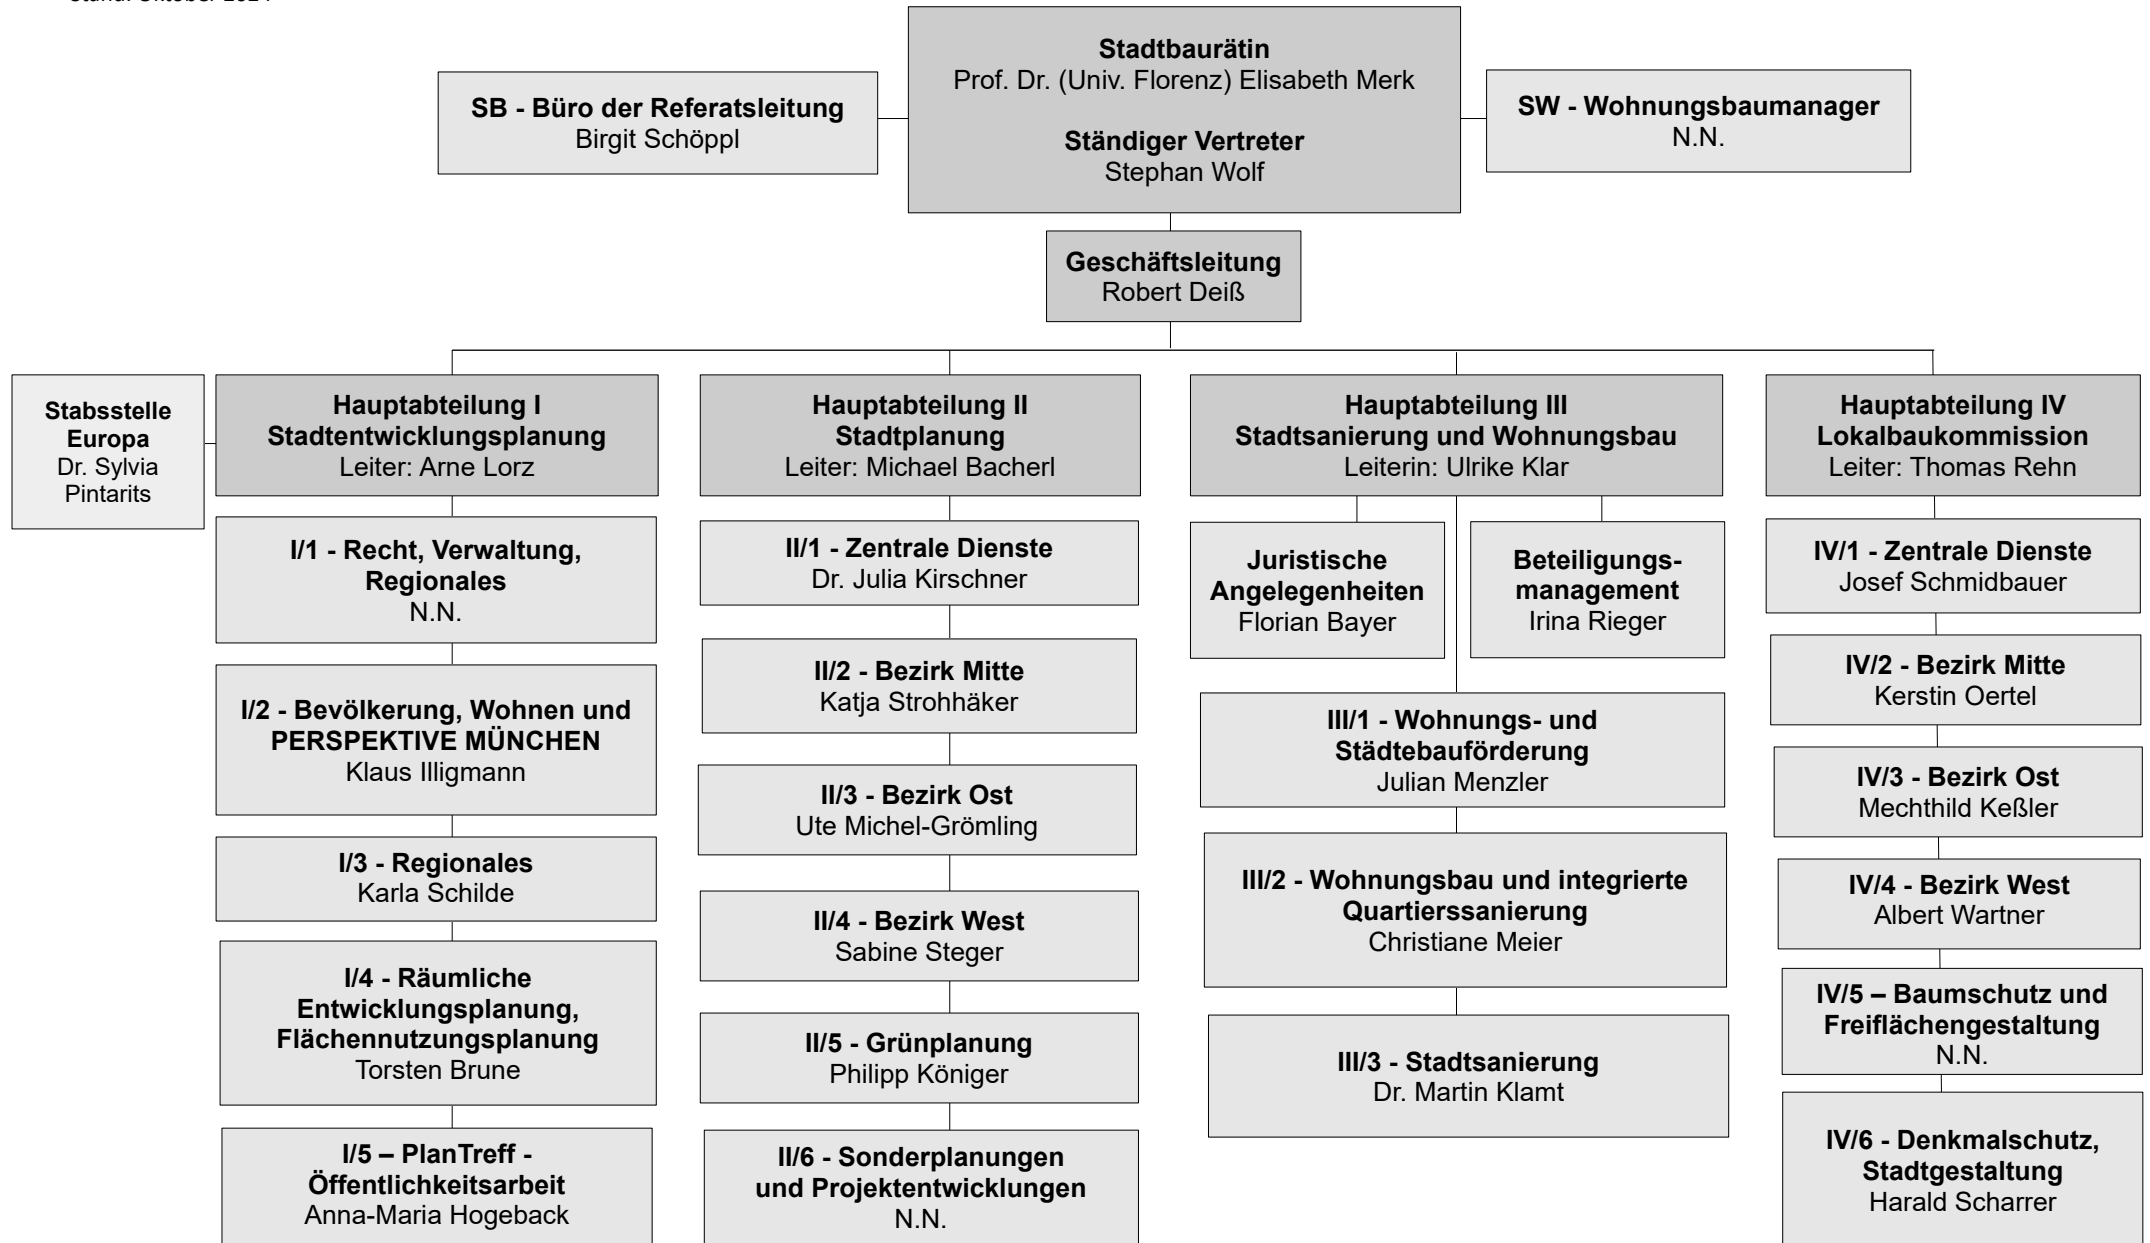 Stadtbaurätin
Prof. Dr. (Univ. Florenz) Elisabeth Merk
Ständiger Vertreter
Stephan Wolf
SB - Büro der Referatsleitung
Birgit Schöppl
SW - Wohnungsbaumanager
N.N.
Geschäftsleitung
Robert Deiß
Stabsstelle
Europa
Dr. Sylvia
Pintarits
Hauptabteilung I
Stadtentwicklungsplanung
Leiter: Arne Lorz
I/1 - Recht, Verwaltung,
Regionales
N.N.
I/2 - Bevölkerung, Wohnen und
PERSPEKTIVE MÜNCHEN
Klaus Illigmann
I/3 - Regionales
Karla Schilde
I/4 - Räumliche
Entwicklungsplanung,
Flächennutzungsplanung
Torsten Brune
I/5 – PlanTreff -
Öffentlichkeitsarbeit
Anna-Maria Hogeback
Hauptabteilung II
Stadtplanung
Leiter: Michael Bacherl
II/1 - Zentrale Dienste
Dr. Julia Kirschner
II/2 - Bezirk Mitte
Katja Strohhäker
II/3 - Bezirk Ost
Ute Michel-Grömling
II/4 - Bezirk West
Sabine Steger
II/5 - Grünplanung
Philipp Königer
II/6 - Sonderplanungen
und Projektentwicklungen
N.N.
Hauptabteilung III
Stadtsanierung und Wohnungsbau
Leiterin: Ulrike Klar
Juristische
Angelegenheiten
Florian Bayer
Beteiligungs-
management
Irina Rieger
III/1 - Wohnungs- und
Städtebauförderung
Julian Menzler
III/2 - Wohnungsbau und integrierte
Quartierssanierung
Christiane Meier
III/3 - Stadtsanierung
Dr. Martin Klamt
Hauptabteilung IV
Lokalbaukommission
Leiter: Thomas Rehn
IV/1 - Zentrale Dienste
Josef Schmidbauer
IV/2 - Bezirk Mitte
Kerstin Oertel
IV/3 - Bezirk Ost
Mechthild Keßler
IV/4 - Bezirk West
Albert Wartner
IV/5 – Baumschutz und
Freiflächengestaltung
N.N.
IV/6 - Denkmalschutz,
Stadtgestaltung
Harald Scharrer